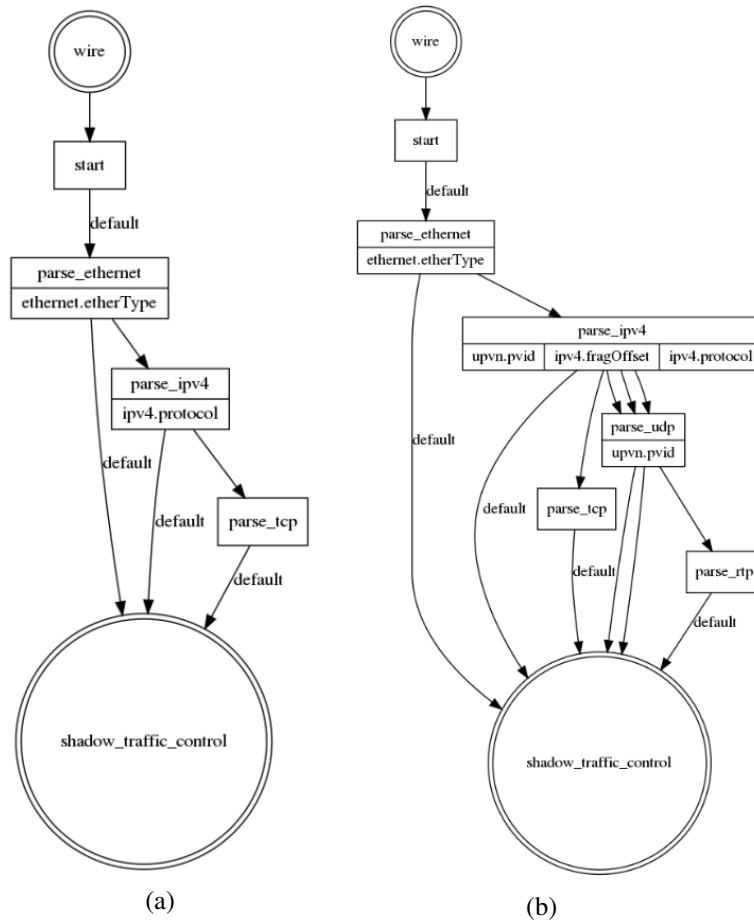 wire
start
default
parse_ethernet
ethernet.etherType
parse_ipv4
ipv4.protocol
default
default
parse_tcp
default
shadow_traffic_control
(a)
wire
start
default
parse_ethernet
ethernet.etherType
parse_ipv4
upvn.pvid ipv4.fragOffset ipv4.protocol
default
parse_udp
upvn.pvid
default
parse_tcp
default
parse_rtp
default
shadow_traffic_control
(b)